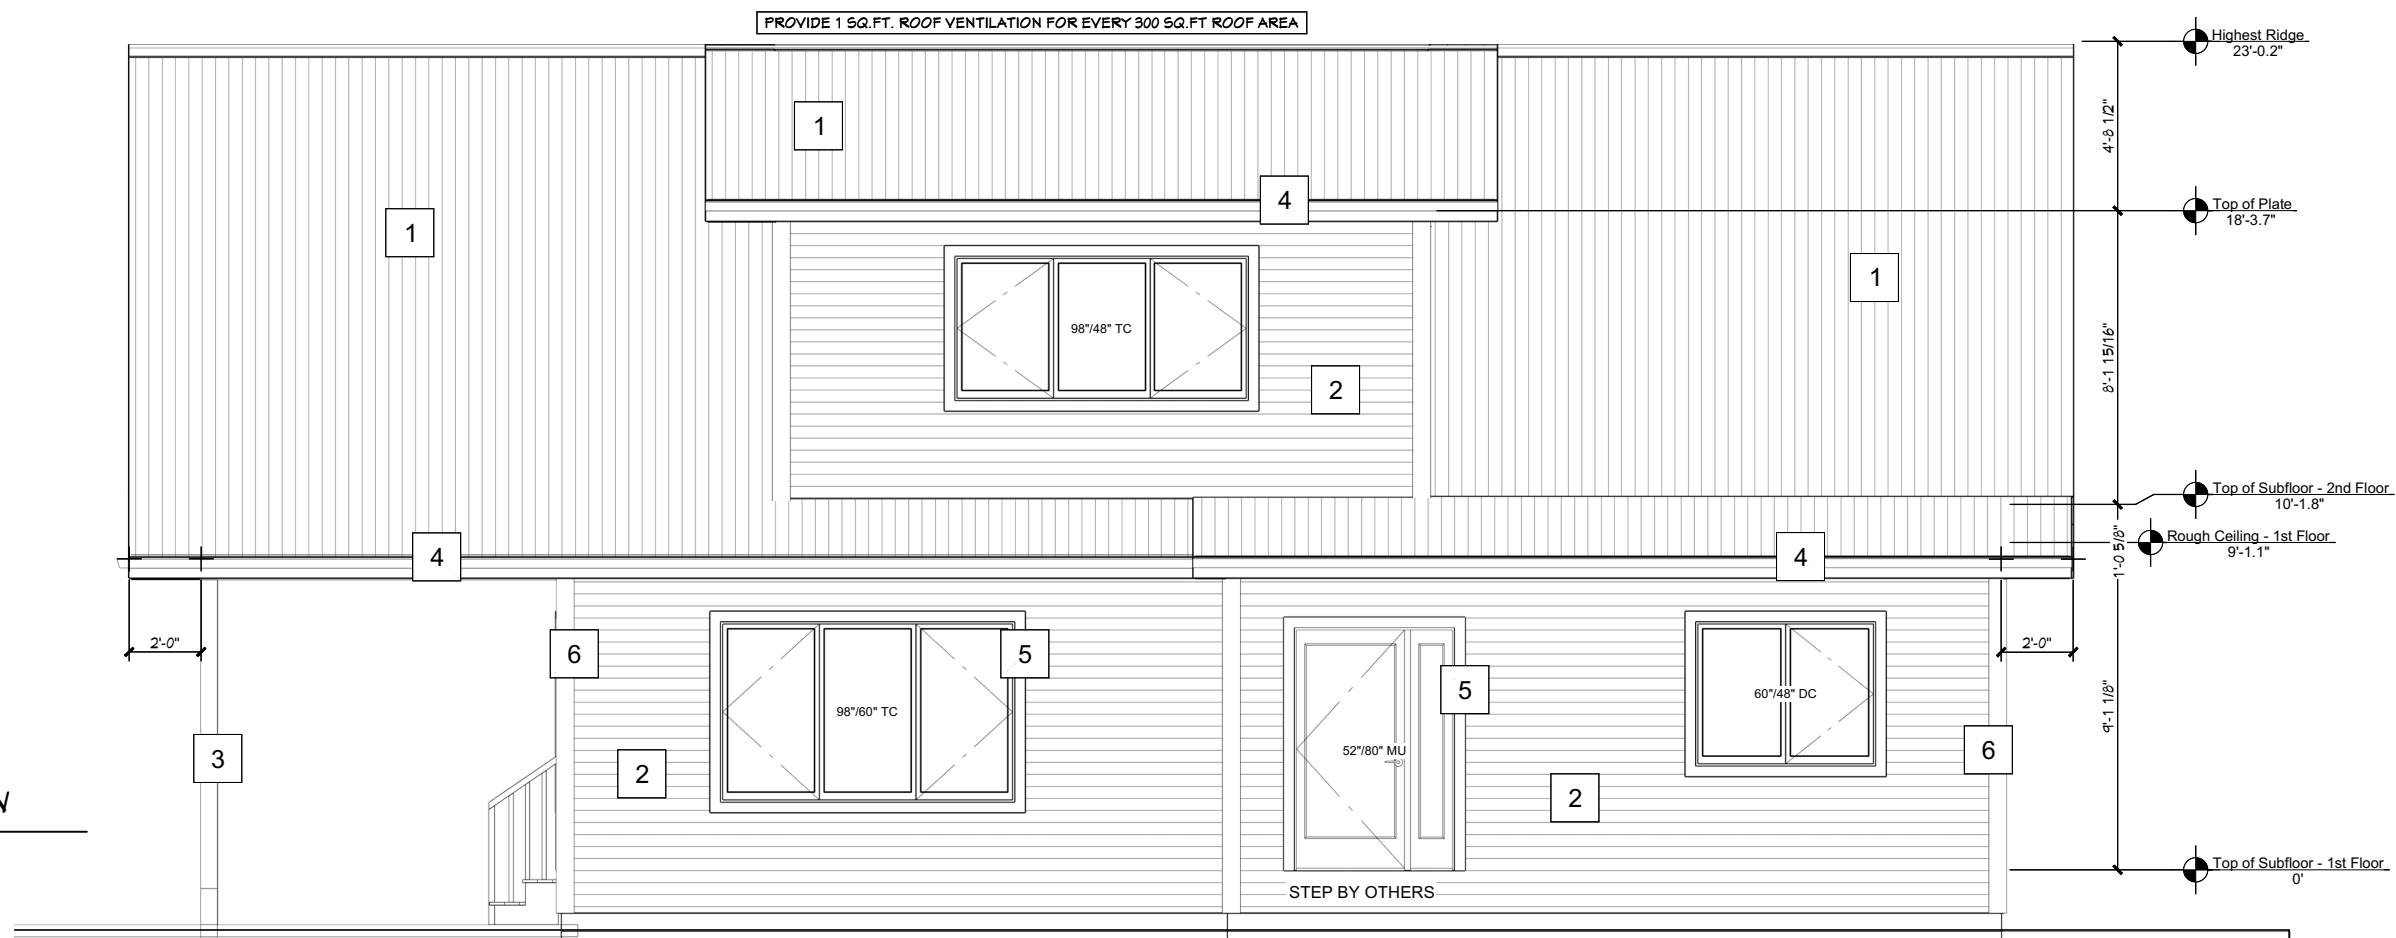 PROVIDE 1 SQ.FT. ROOF VENTILATION FOR EVERY 300 SQ.FT ROOF AREA
Highest Ridge
23'-0.2"
4'-8 1/2"
1
4
Top of Plate
18'-3.7"
1
1
98"/48" TC
8'-1 15/16"
2
Top of Subfloor - 2nd Floor
10'-1.8"
Rough Ceiling - 1st Floor
9'-1.1"
1'-0 5/8"
4
4
2'-0"
6
5
2'-0"
5
60"/48" DC
9'-1 1/8"
98"/60" TC
52"/80" MU
6
3
2
2
STEP BY OTHERS
Top of Subfloor - 1st Floor
0'